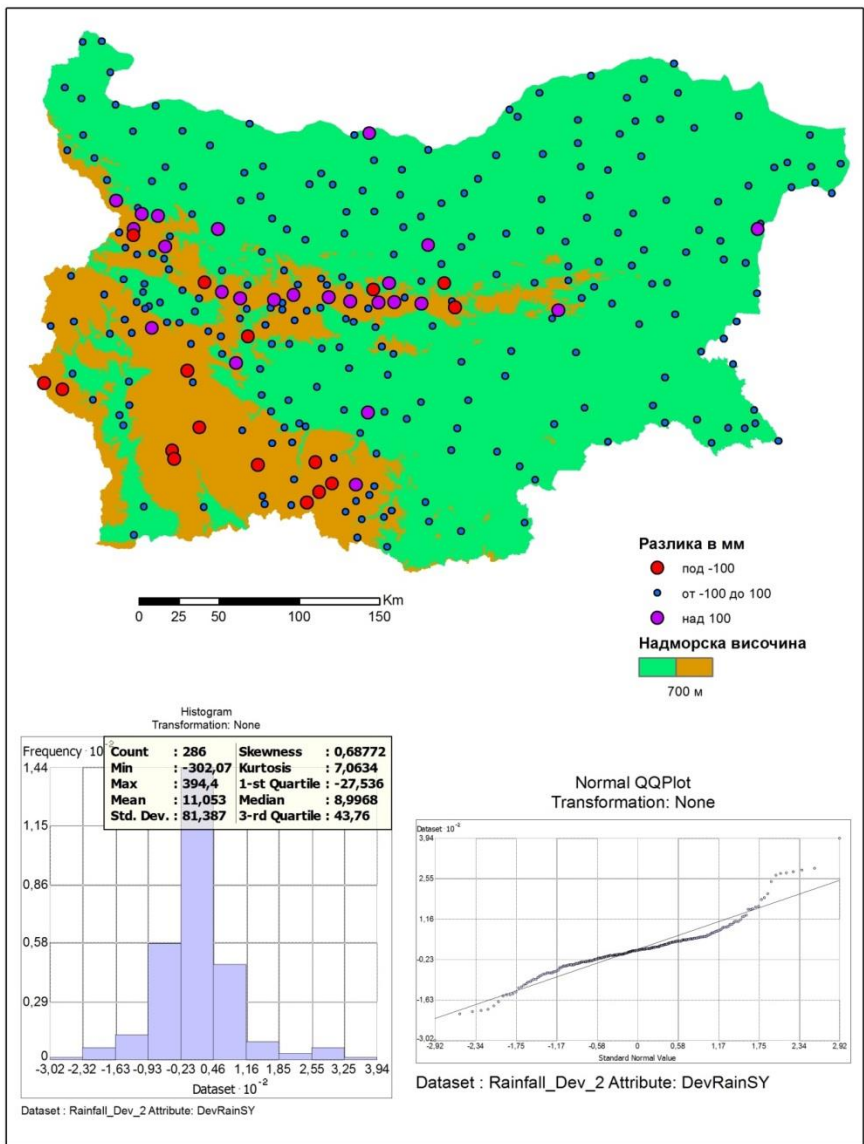 Разлика в мм
под -100
от -100 до 100
над 100
Надморска височина
700 м
Km
0 25 50 100 150
Histogram
Transformation: None
Frequency · 10⁻²
Count : 286 Skewness : 0,68772
Min : -302,07 Kurtosis : 7,0634
Max : 394,4 1-st Quartile : -27,536
Mean : 11,053 Median : 8,9968
Std. Dev. : 81,387 3-rd Quartile : 43,76
1,44
1,15
0,86
0,58
0,29
0
-3,02 -2,32 -1,63 -0,93 -0,23 0,46 1,16 1,85 2,55 3,25 3,94
Dataset · 10⁻²
Dataset : Rainfall_Dev_2 Attribute: DevRainSY
Normal QQPlot
Transformation: None
Dataset · 10⁻²
3,94
2,55
1,16
-0,23
-1,63
-3,02
-2,92 -2,34 -1,75 -1,17 -0,58 0 0,58 1,17 1,75 2,34 2,92
Standard Normal Value
Dataset : Rainfall_Dev_2 Attribute: DevRainSY